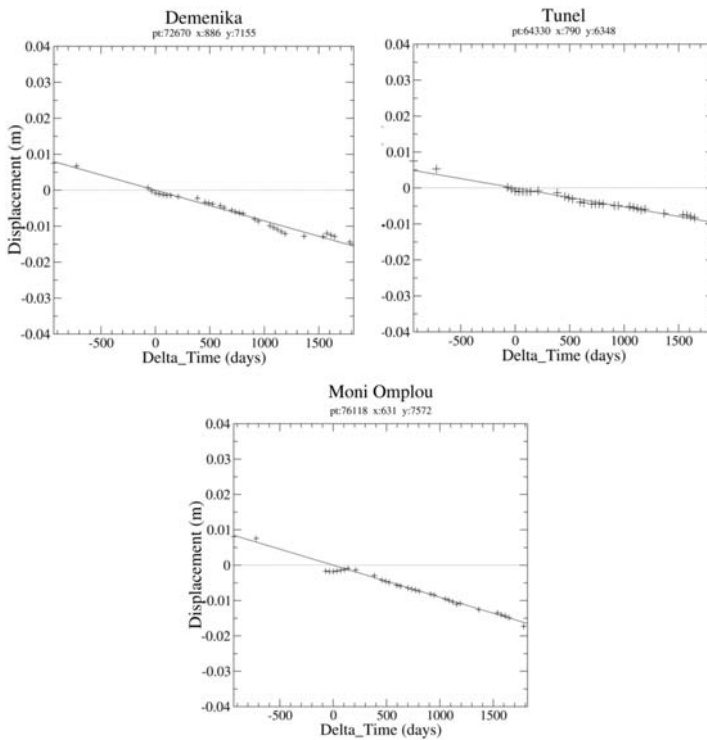 Demenika
pt:72670 x:886 y:7155
0.04
0.03
0.02
0.01
0
-0.01
-0.02
-0.03
-0.04
Displacement (m)
-500 0 500 1000 1500
Delta_Time (days)
Tunel
pt:64330 x:790 y:6348
0.04
0.03
0.02
0.01
0
-0.01
-0.02
-0.03
-0.04
-500 0 500 1000 1500
Delta_Time (days)
Moni Omplou
pt:76118 x:631 y:7572
0.04
0.03
0.02
0.01
0
-0.01
-0.02
-0.03
-0.04
Displacement (m)
-500 0 500 1000 1500
Delta_Time (days)